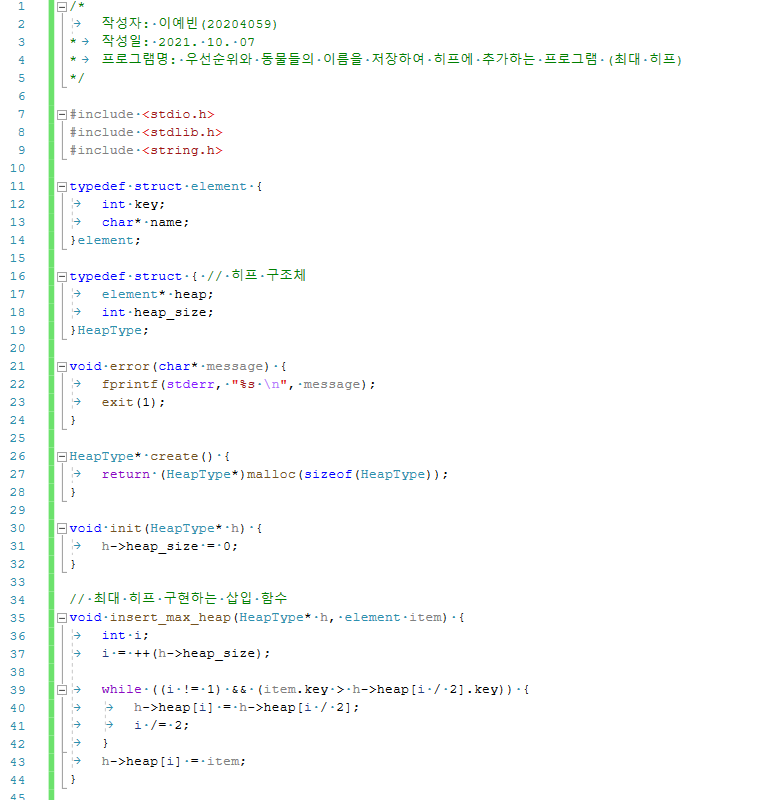 1 /*
2 작성자: 이예빈(20204059)
3 * 작성일: 2021. 10. 07
4 * 프로그램명: 우선순위와 동물들의 이름을 저장하여 히프에 추가하는 프로그램 (최대 히프)
5 */
6
7 #include <stdio.h>
8 #include <stdlib.h>
9 #include <string.h>
10
11 typedef struct element {
12 int key;
13 char* name;
14 }element;
15
16 typedef struct { // 히프 구조체
17 element* heap;
18 int heap_size;
19 }HeapType;
20
21 void error(char* message) {
22 fprintf(stderr, "%s \n", message);
23 exit(1);
24 }
25
26 HeapType* create() {
27 return (HeapType*)malloc(sizeof(HeapType));
28 }
29
30 void init(HeapType* h) {
31 h->heap_size = 0;
32 }
33
34 // 최대 히프 구현하는 삽입 함수
35 void insert_max_heap(HeapType* h, element item) {
36 int i;
37 i = ++(h->heap_size);
38
39 while ((i != 1) && (item.key > h->heap[i / 2].key)) {
40 h->heap[i] = h->heap[i / 2];
41 i /= 2;
42 }
43 h->heap[i] = item;
44 }
45